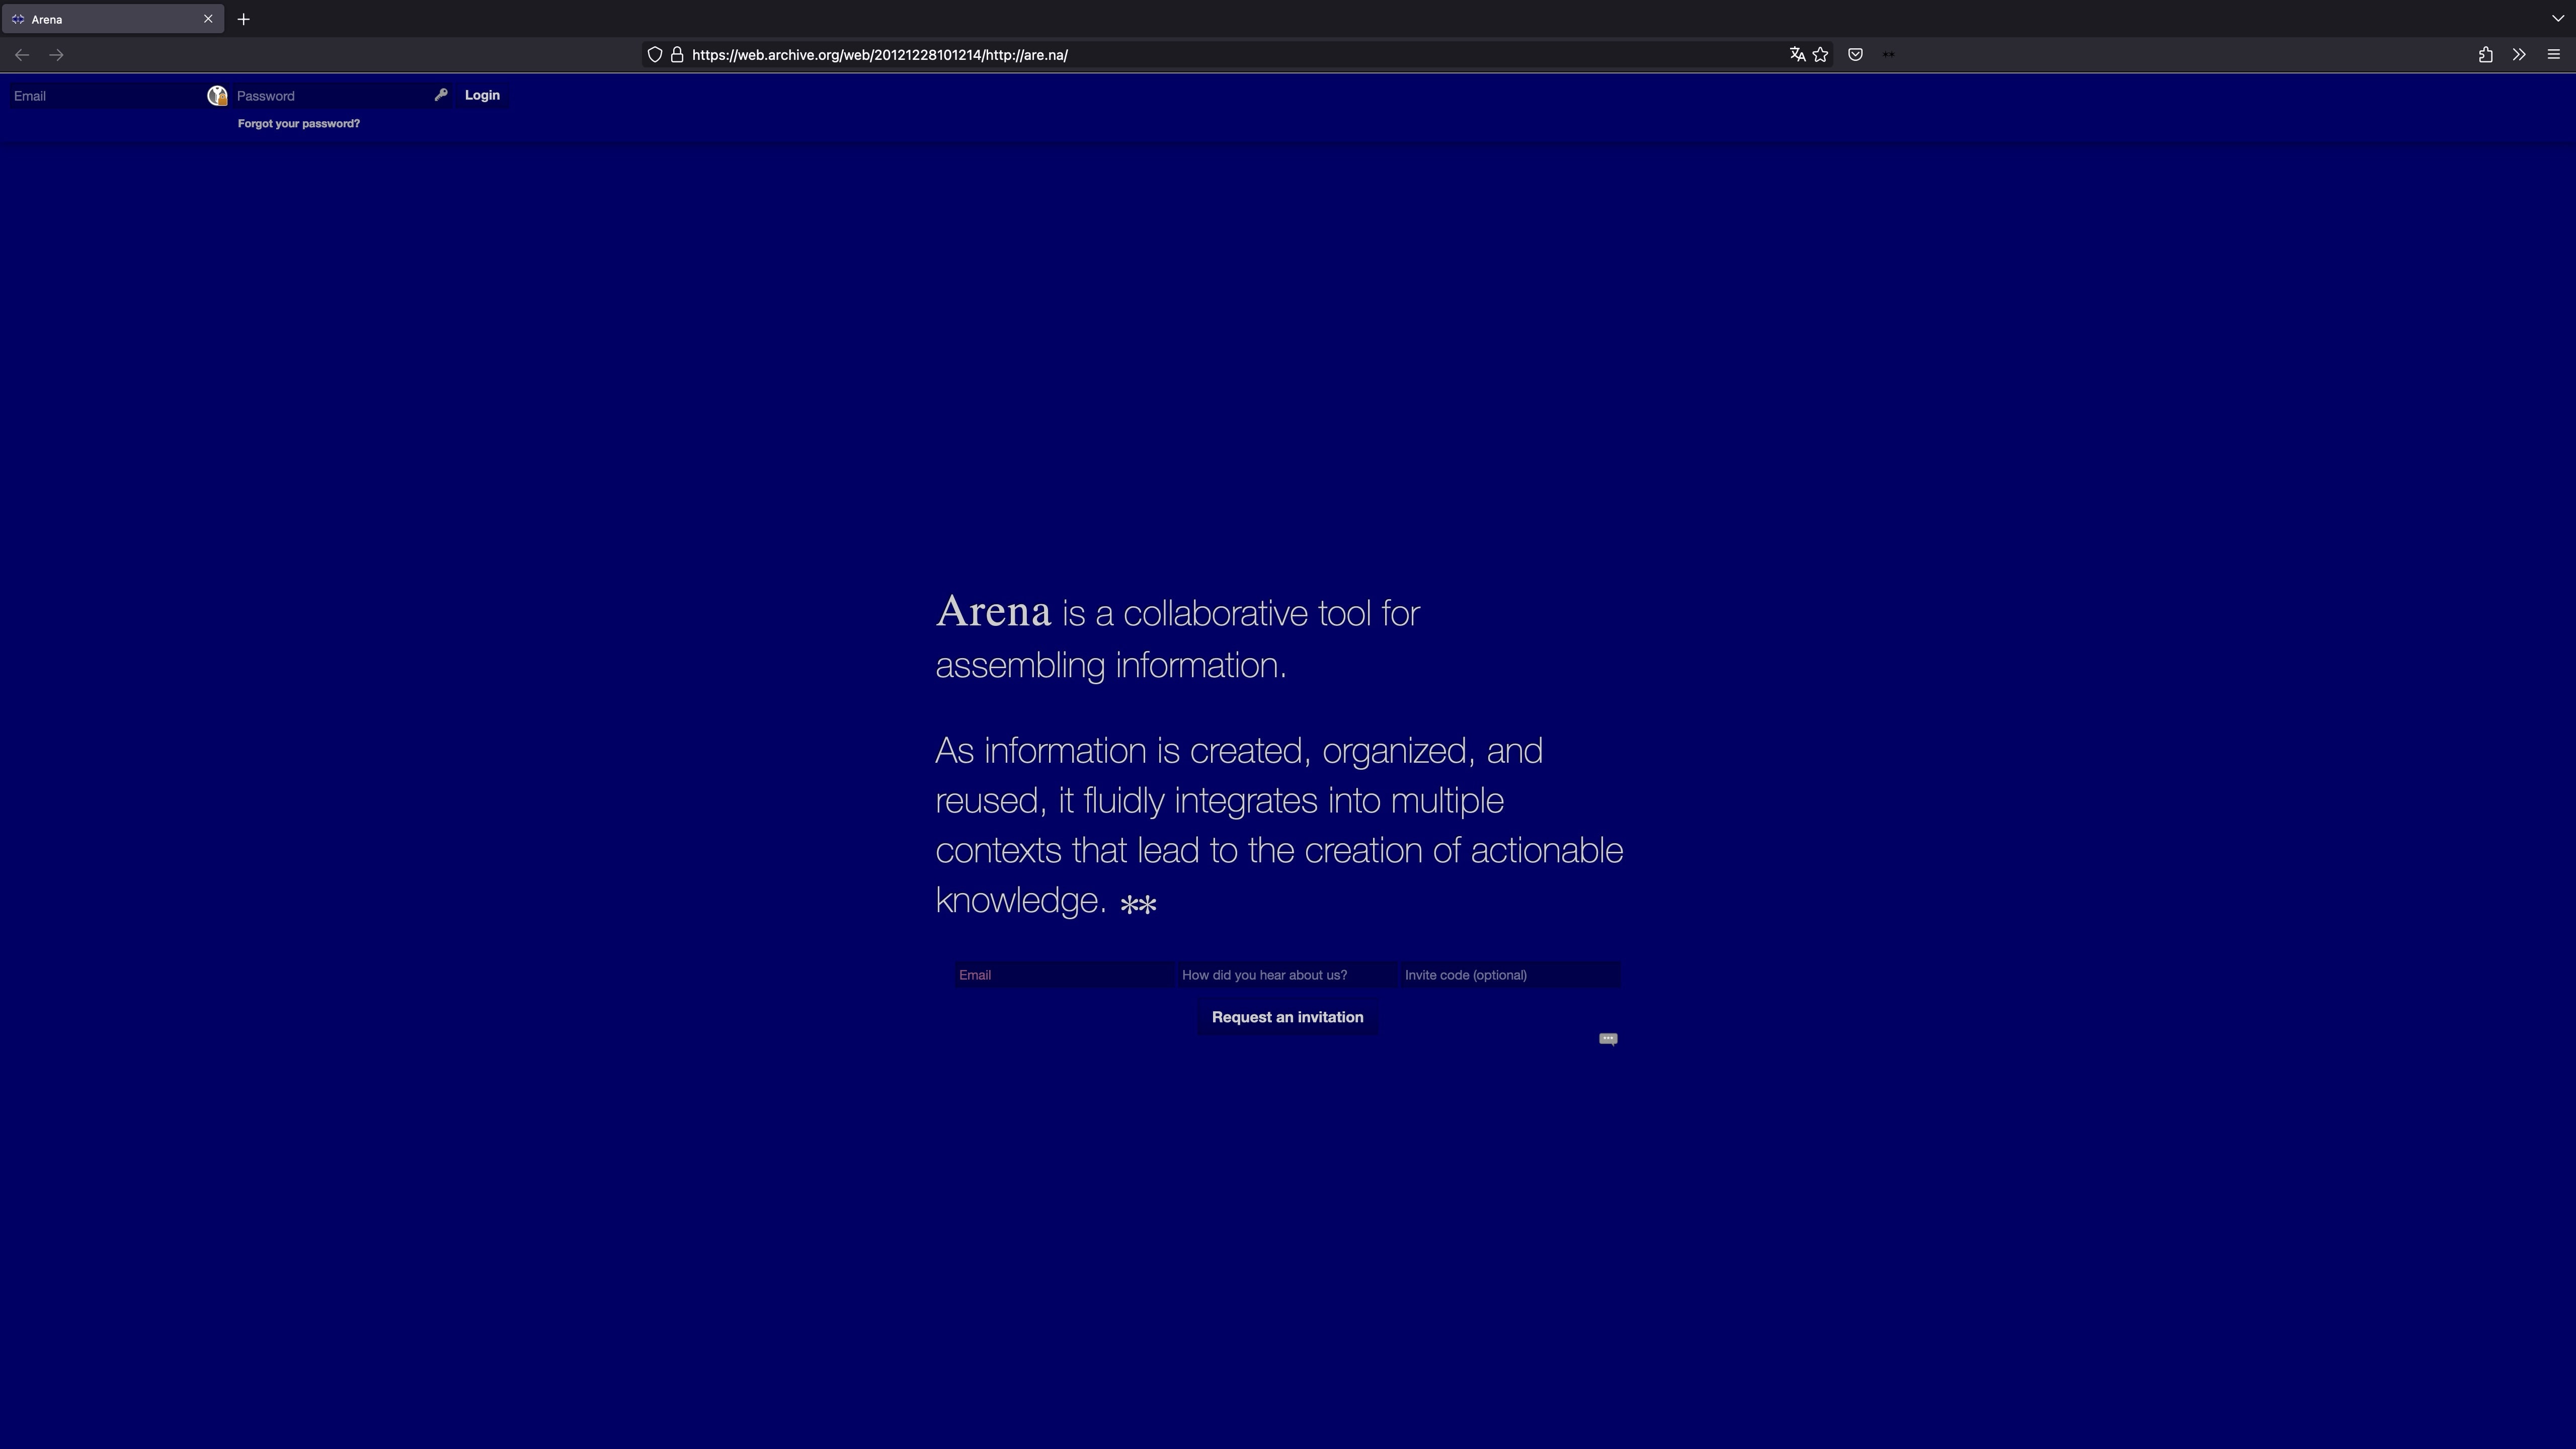 Arena
https://web.archive.org/web/20121228101214/http://are.na/
Email
Password
Login
Forgot your password?
Arena is a collaborative tool for
assembling information.
As information is created, organized, and
reused, it fluidly integrates into multiple
contexts that lead to the creation of actionable
knowledge. **
Email
How did you hear about us?
Invite code (optional)
Request an invitation